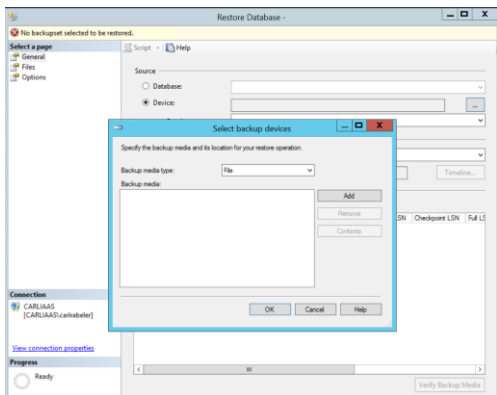 Restore Database -
No backupset selected to be restored.
Select a page
General
Files
Options
Script
Help
Source
Database:
Device:
...
Select backup devices
Specify the backup media and its location for your restore operation.
Backup media type:
File
Backup media:
Add
Remove
Contents
OK
Cancel
Help
Timeline...
LSN
Checkpoint LSN
Full LS
Connection
CARLIAAS
[CARLIAAS\carlrabeler]
View connection properties
Progress
Ready
Verify Backup Media